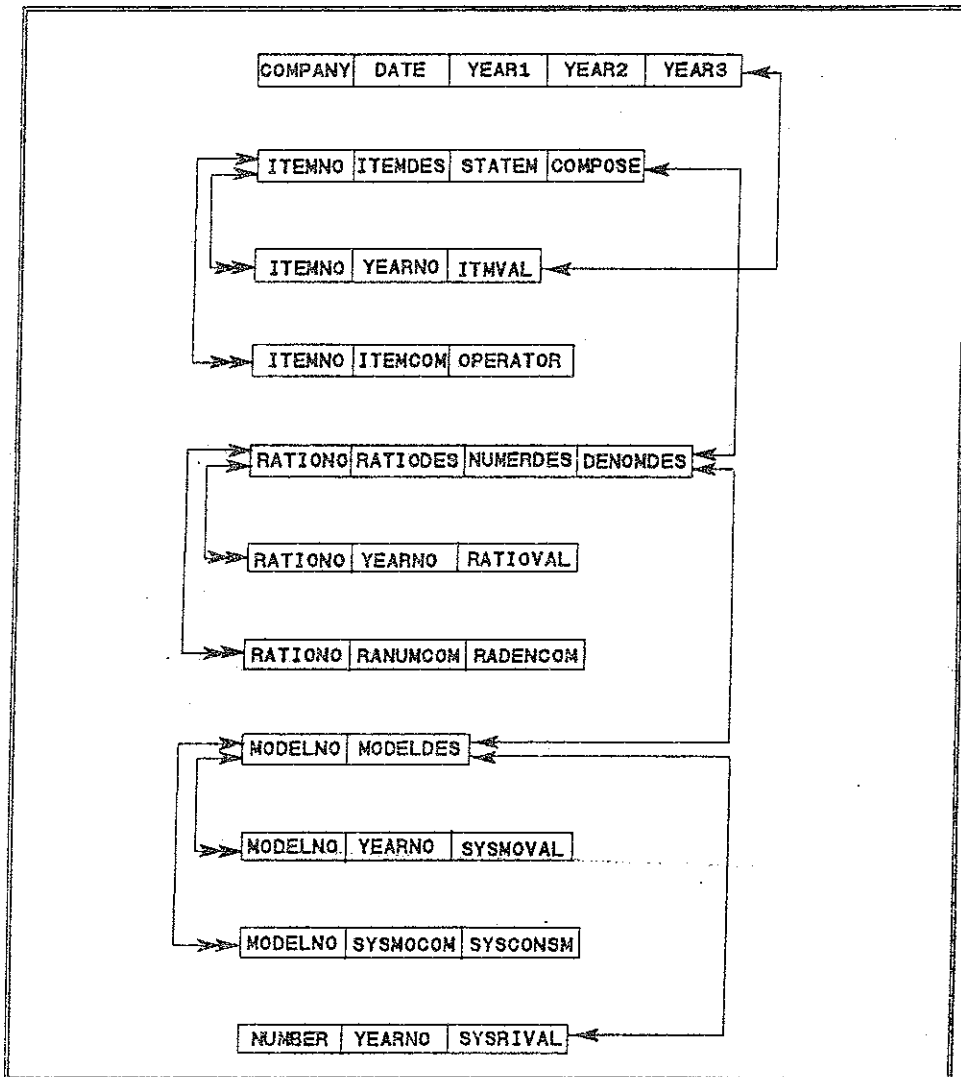 COMPANY DATE YEAR1 YEAR2 YEAR3
ITEMNO ITEMDES STATEM COMPOSE
ITEMNO YEARNO ITMVAL
ITEMNO ITEMCOM OPERATOR
RATIONO RATIODES NUMERDES DENOMDES
RATIONO YEARNO RATIOVAL
RATIONO RANUMCOM RADENCOM
MODELNO MODELDES
MODELNO YEARNO SYSMOVAL
MODELNO SYSMOCOM SYSCONSM
NUMBER YEARNO SYSRIVAL